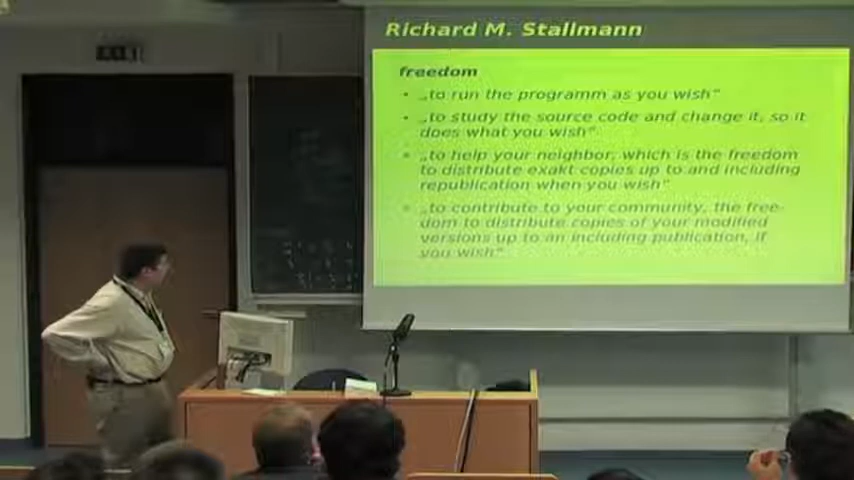 Richard M. Stallmann
freedom
• „to run the programm as you wish“
• „to study the source code and change it, so it
does what you wish“
• „to help your neighbor, which is the freedom
to distribute exakt copies up to and including
republication when you wish“
• „to contribute to your community, the free-
dom to distribute copies of your modified
versions up to an including publication, if
you wish“